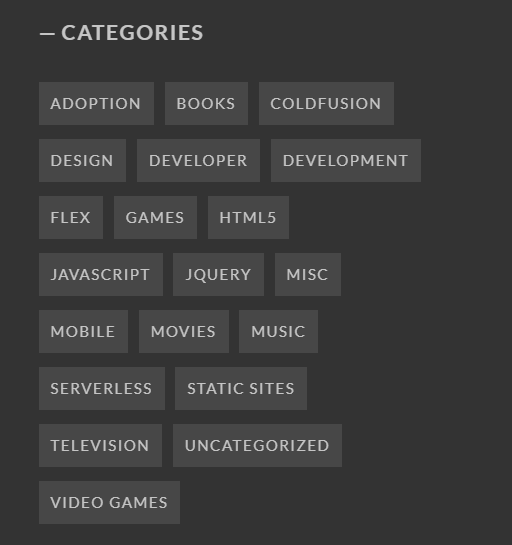 — CATEGORIES
ADOPTION BOOKS COLDFUSION
DESIGN DEVELOPER DEVELOPMENT
FLEX GAMES HTML5
JAVASCRIPT JQUERY MISC
MOBILE MOVIES MUSIC
SERVERLESS STATIC SITES
TELEVISION UNCATEGORIZED
VIDEO GAMES